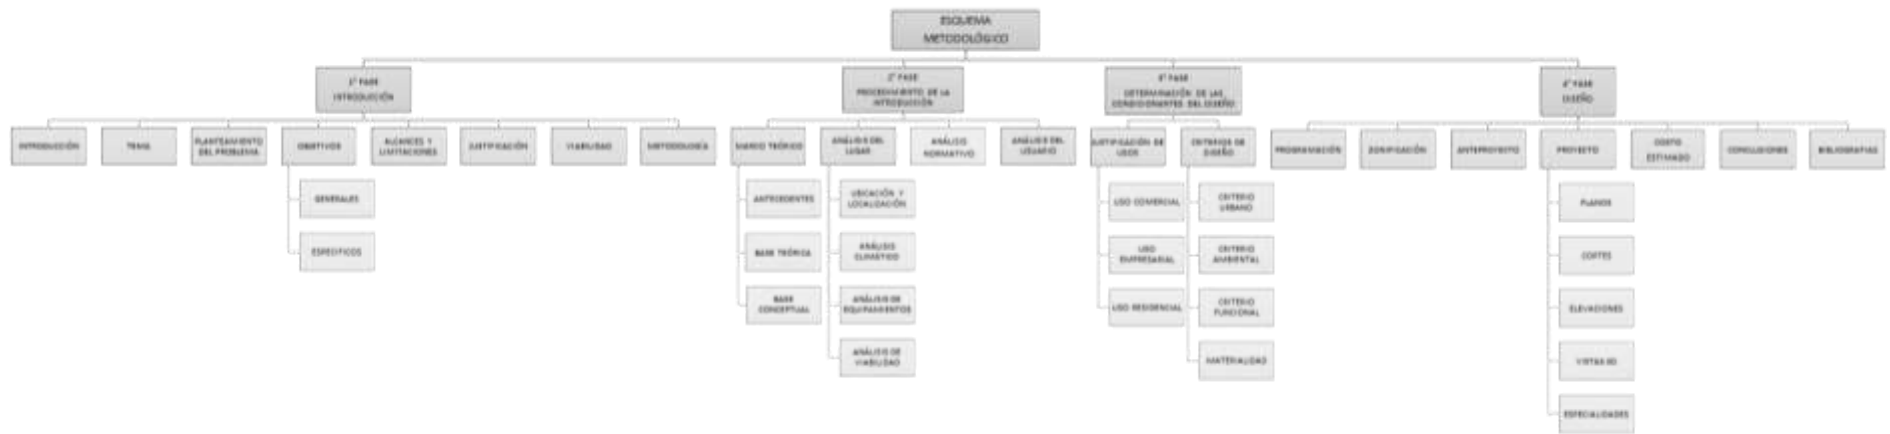 ESQUEMA
METODOLÓGICO
1° FASE
INTRODUCCIÓN
2° FASE
PROCEDIMIENTO DE LA
INTRODUCCIÓN
3° FASE
DETERMINACIÓN DE LAS
CONDICIONANTES DEL DISEÑO
4° FASE
DISEÑO
INTRODUCCIÓN
TEMA
PLANTEAMIENTO
DEL PROBLEMA
OBJETIVOS
ALCANCES Y
LIMITACIONES
JUSTIFICACIÓN
VIABILIDAD
METODOLOGÍA
MARCO TEÓRICO
ANÁLISIS DEL
LUGAR
ANÁLISIS
NORMATIVO
ANÁLISIS DEL
USUARIO
JUSTIFICACIÓN DE
USOS
CRITERIOS DE
DISEÑO
PROGRAMACIÓN
ZONIFICACIÓN
ANTEPROYECTO
PROYECTO
COSTO
ESTIMADO
CONCLUSIONES
BIBLIOGRAFIAS
GENERALES
ESPECIFICOS
ANTECEDENTES
BASE TEÓRICA
BASE
CONCEPTUAL
UBICACIÓN Y
LOCALIZACIÓN
ANÁLISIS
CLIMÁTICO
ANÁLISIS DE
EQUIPAMIENTOS
ANÁLISIS DE
VIABILIDAD
USO COMERCIAL
USO
EMPRESARIAL
USO RESIDENCIAL
CRITERIO
URBANO
CRITERIO
AMBIENTAL
CRITERIO
FUNCIONAL
MATERIALIDAD
PLANOS
CORTES
ELEVACIONES
VISTAS 3D
ESPECIALIDADES